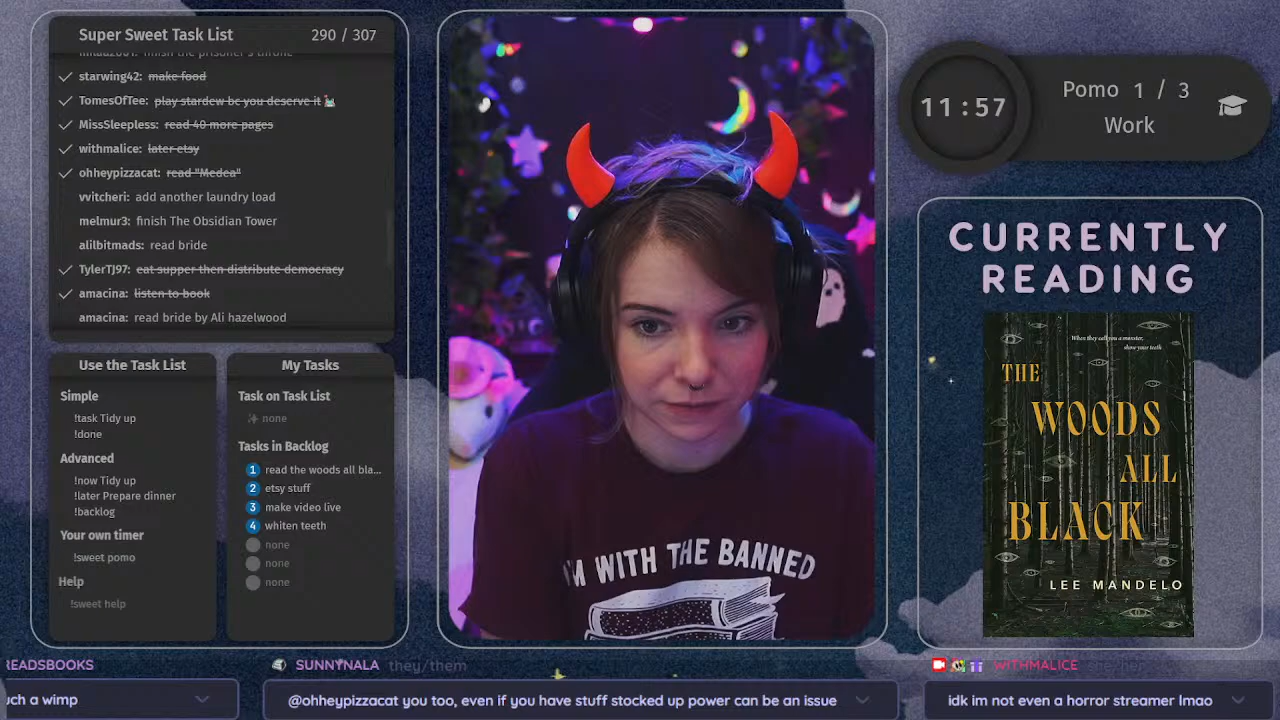 Super Sweet Task List 290 / 307
starwing42: make food
TomesOfTee: play stardew bc you deserve it
MissSleepless: read 40 more pages
withmalice: later etsy
ohheypizzacat: read "Medea"
vvitcheri: add another laundry load
melmur3: finish The Obsidian Tower
alilbitmads: read bride
TylerTJ97: eat supper then distribute democracy
amacina: listen to book
amacina: read bride by Ali hazelwood
Use the Task List
Simple
!task Tidy up
!done
Advanced
!now Tidy up
!later Prepare dinner
!backlog
Your own timer
!sweet pomo
Help
!sweet help
My Tasks
Task on Task List
none
Tasks in Backlog
1 read the woods all bla...
2 etsy stuff
3 make video live
4 whiten teeth
none
none
none
I'M WITH THE BANNED
11:57
Pomo 1 / 3
Work
CURRENTLY
READING
When they call you a monster,
show your teeth
THE
WOODS
ALL
BLACK
LEE MANDELO
READSBOOKS
uch a wimp
SUNNYNALA they/them
@ohheypizzacat you too, even if you have stuff stocked up power can be an issue
WITHMALICE she/her
idk im not even a horror streamer lmao